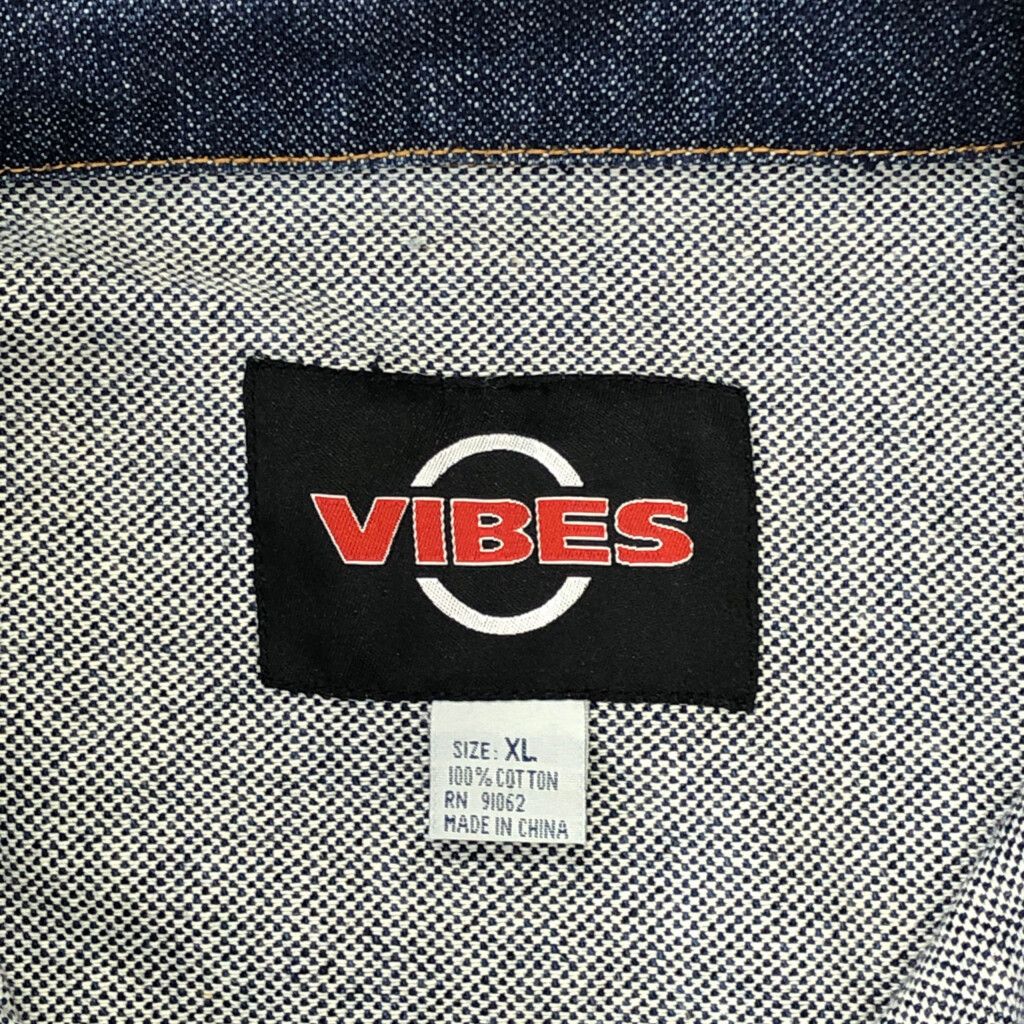 VIBES
SIZE: XL
100% COTTON
RN 91062
MADE IN CHINA